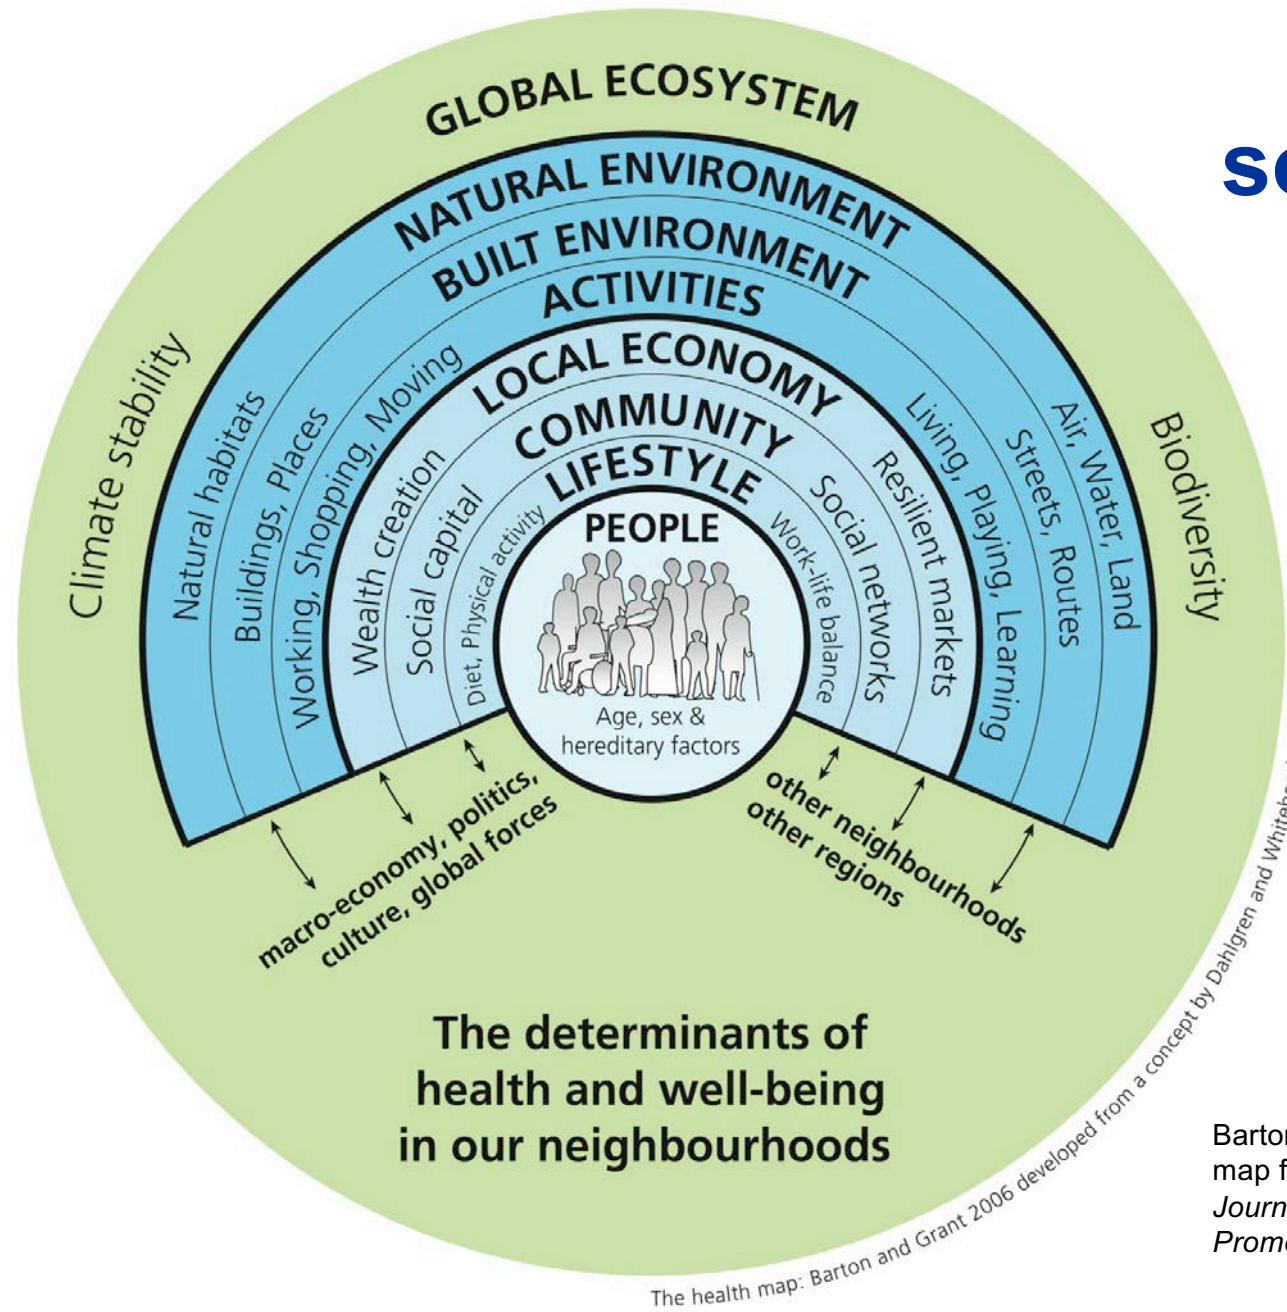 GLOBAL ECOSYSTEM
NATURAL ENVIRONMENT
BUILT ENVIRONMENT
ACTIVITIES
LOCAL ECONOMY
COMMUNITY
LIFESTYLE
PEOPLE
Age, sex &
hereditary factors
Climate stability
Natural habitats
Buildings, Places
Working, Shopping, Moving
Wealth creation
Social capital
Diet, Physical activity
Work-life balance
Social networks
Resilient markets
Living, Playing, Learning
Streets, Routes
Air, Water, Land
Biodiversity
macro-economy, politics,
culture, global forces
other neighbourhoods
other regions
The determinants of
health and well-being
in our neighbourhoods
The health map: Barton and Grant 2006 developed from a concept by Dahlgren and
map